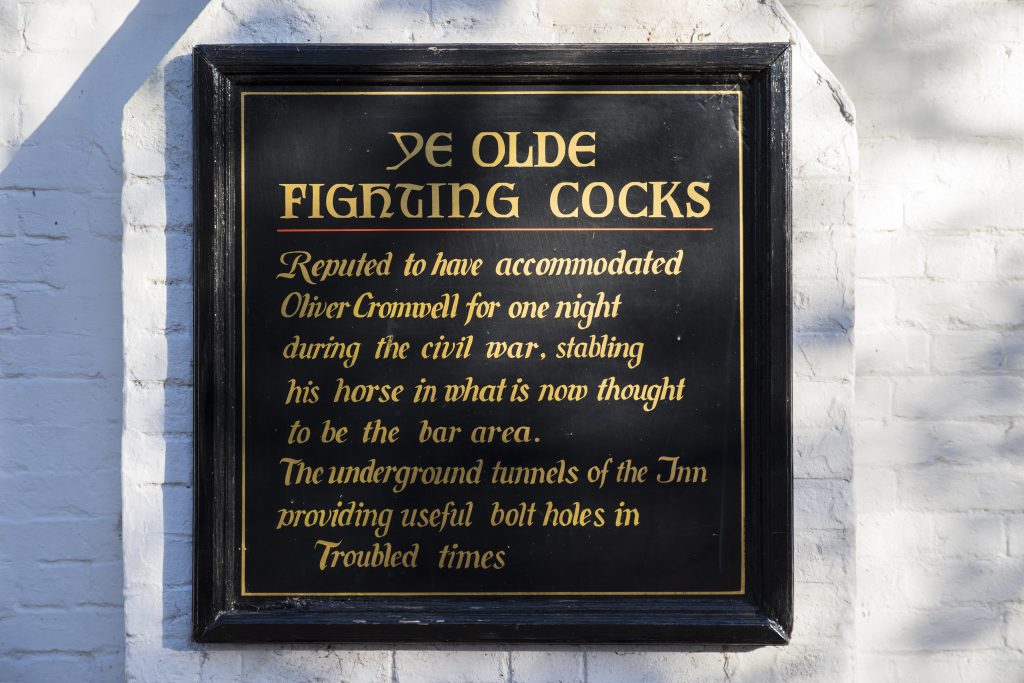 YE OLDE
FIGHTING COCKS
Reputed to have accommodated
Oliver Cromwell for one night
during the civil war, stabling
his horse in what is now thought
to be the bar area.
The underground tunnels of the Inn
providing useful bolt holes in
Troubled times